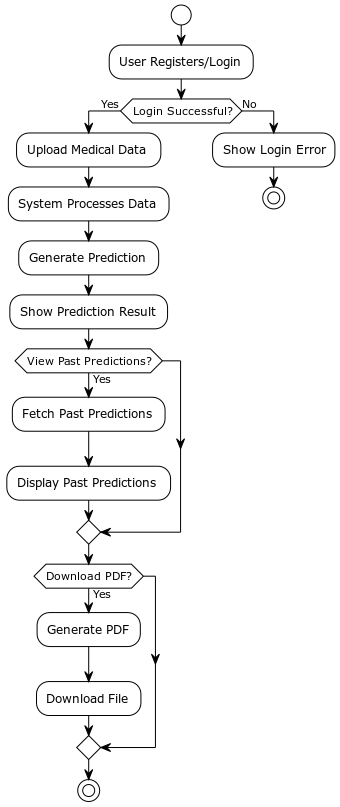 User Registers/Login
Yes
Login Successful?
No
Upload Medical Data
Show Login Error
System Processes Data
Generate Prediction
Show Prediction Result
View Past Predictions?
Yes
Fetch Past Predictions
Display Past Predictions
Download PDF?
Yes
Generate PDF
Download File